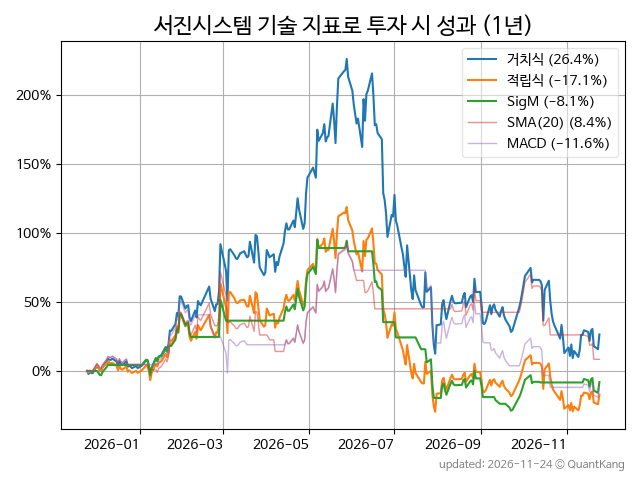 서진시스템 기술 지표로 투자 시 성과 (1년)
거치식 (26.4%)
적립식 (−17.1%)
SigM (−8.1%)
SMA(20) (8.4%)
MACD (−11.6%)
200%
150%
100%
50%
0%
2026−01 2026−03 2026−05 2026−07 2026−09 2026−11
updated: 2026−11−24 © QuantKang